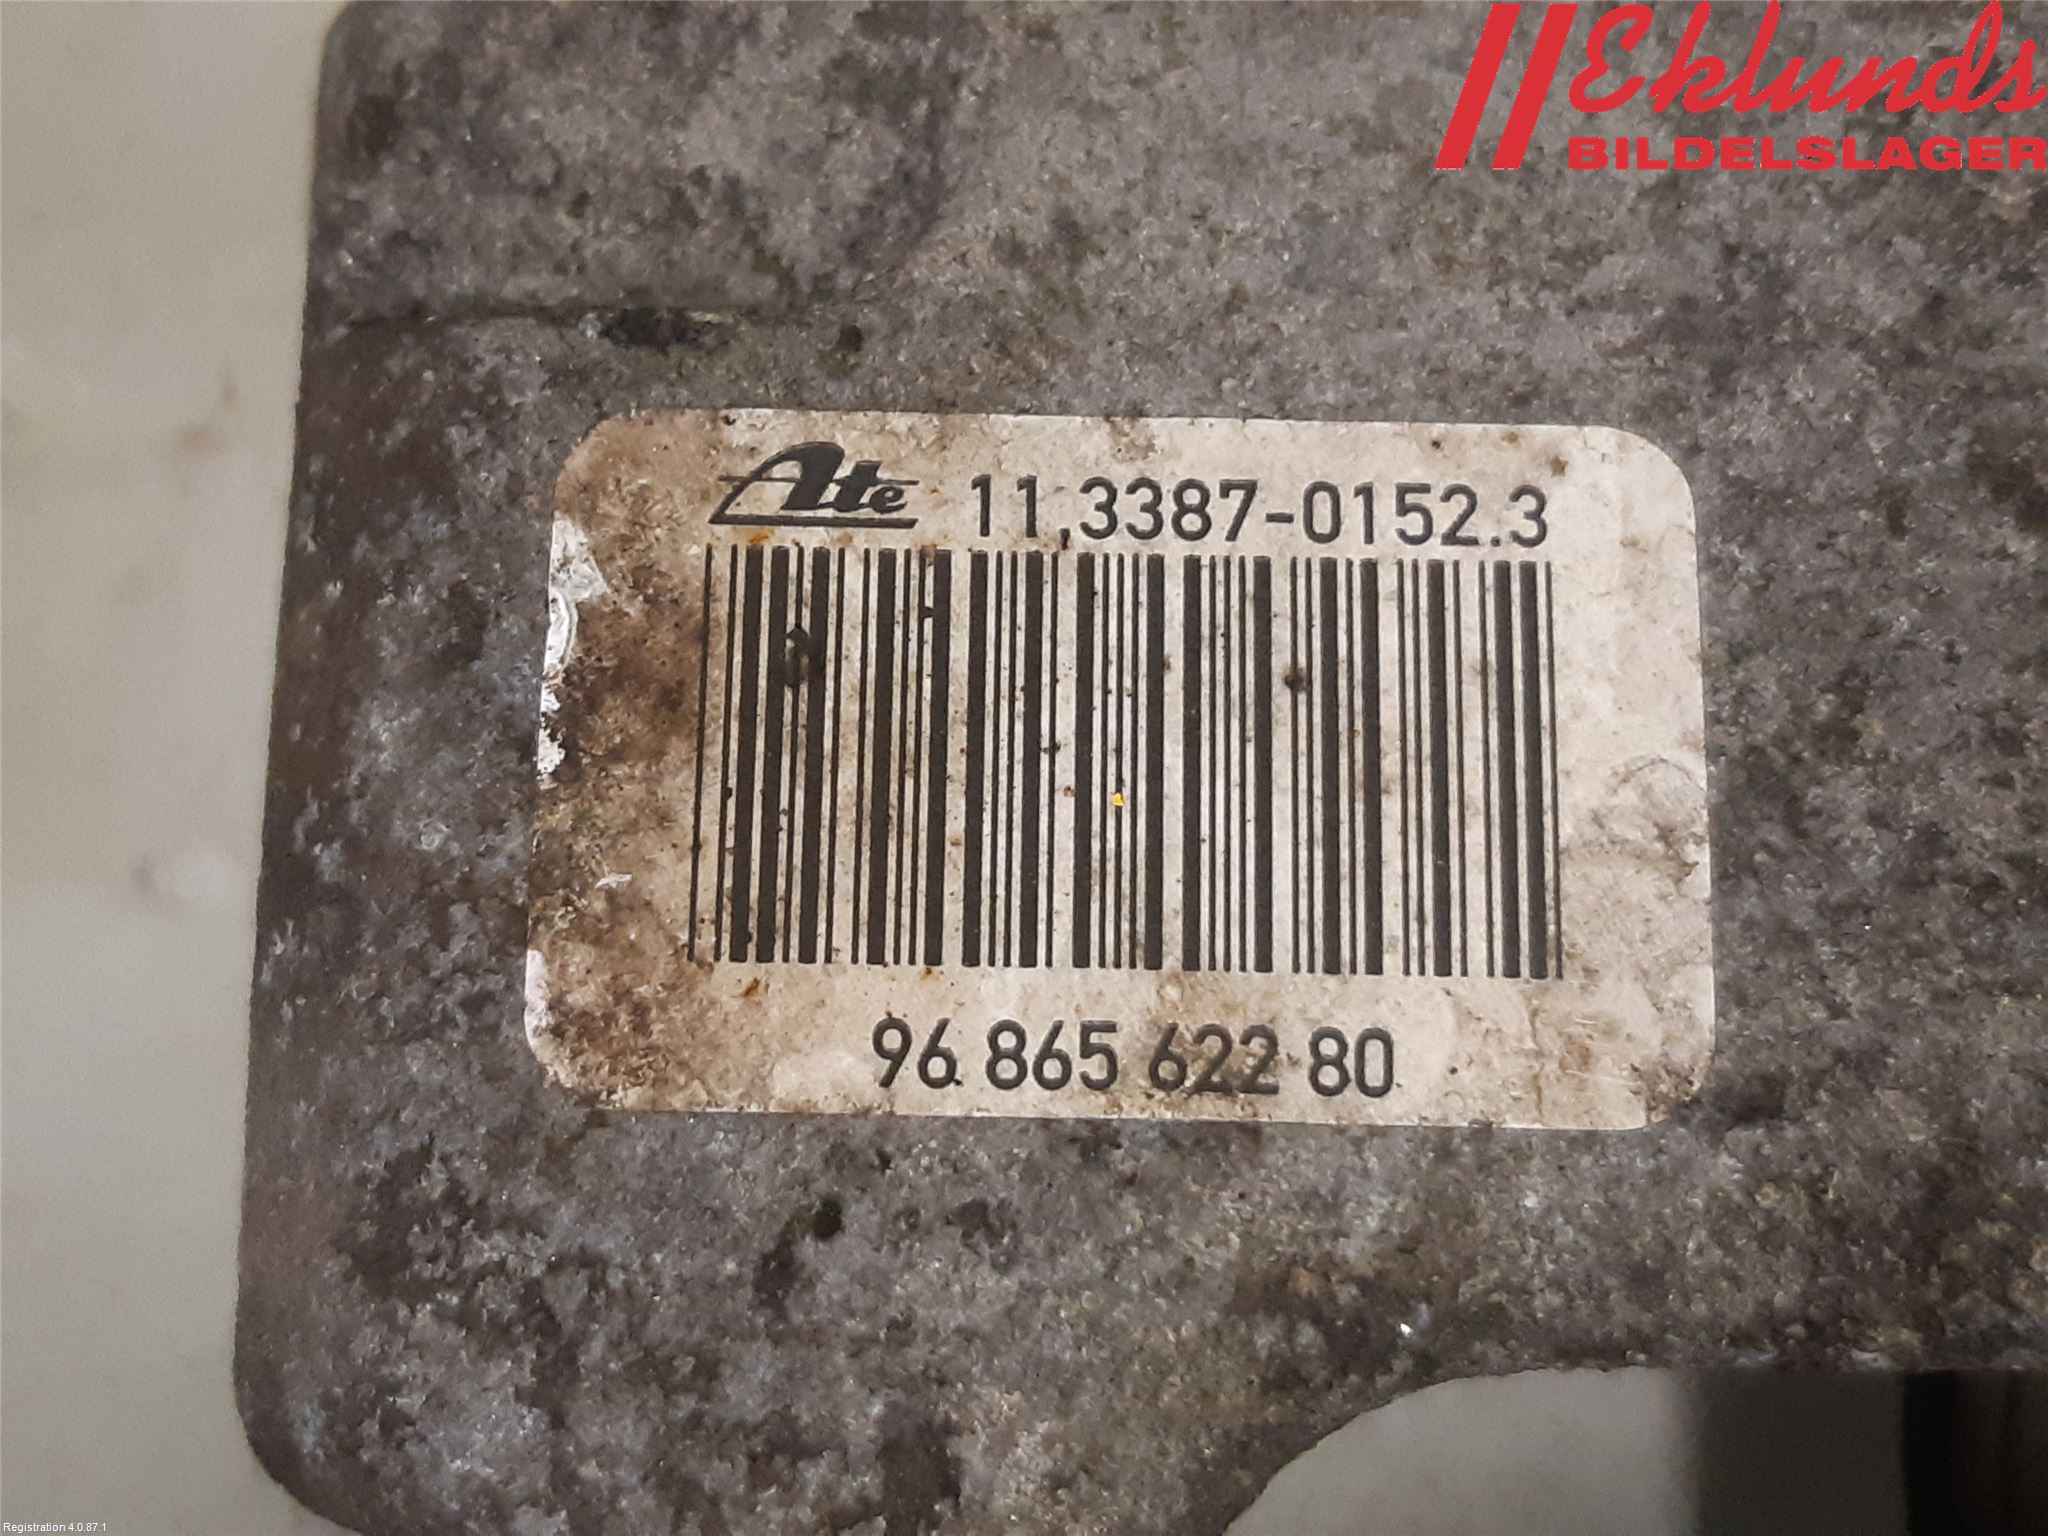 Eklunds
BILDELSLAGER
Ate 11.3387-0152.3
96 865 622 80
Registration 4.0.87.1